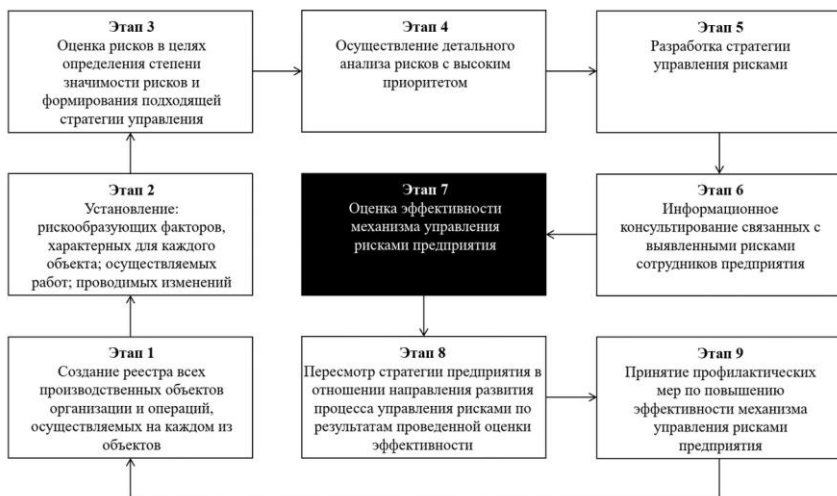 Этап 3
Оценка рисков в целях
определения степени
значимости рисков и
формирования подходящей
стратегии управления
Этап 4
Осуществление детального
анализа рисков с высоким
приоритетом
Этап 5
Разработка стратегии
управления рисками
Этап 2
Установление:
рискообразующих факторов,
характерных для каждого
объекта; осуществляемых
работ; проводимых изменений
Этап 7
Оценка эффективности
механизма управления
рисками предприятия
Этап 6
Информационное
консультирование связанных с
выявленными рисками
сотрудников предприятия
Этап 1
Создание реестра всех
производственных объектов
организации и операций,
осуществляемых на каждом из
объектов
Этап 8
Пересмотр стратегии предприятия в
отношении направления развития
процесса управления рисками по
результатам проведенной оценки
эффективности
Этап 9
Принятие профилактических
мер по повышению
эффективности механизма
управления рисками
предприятия